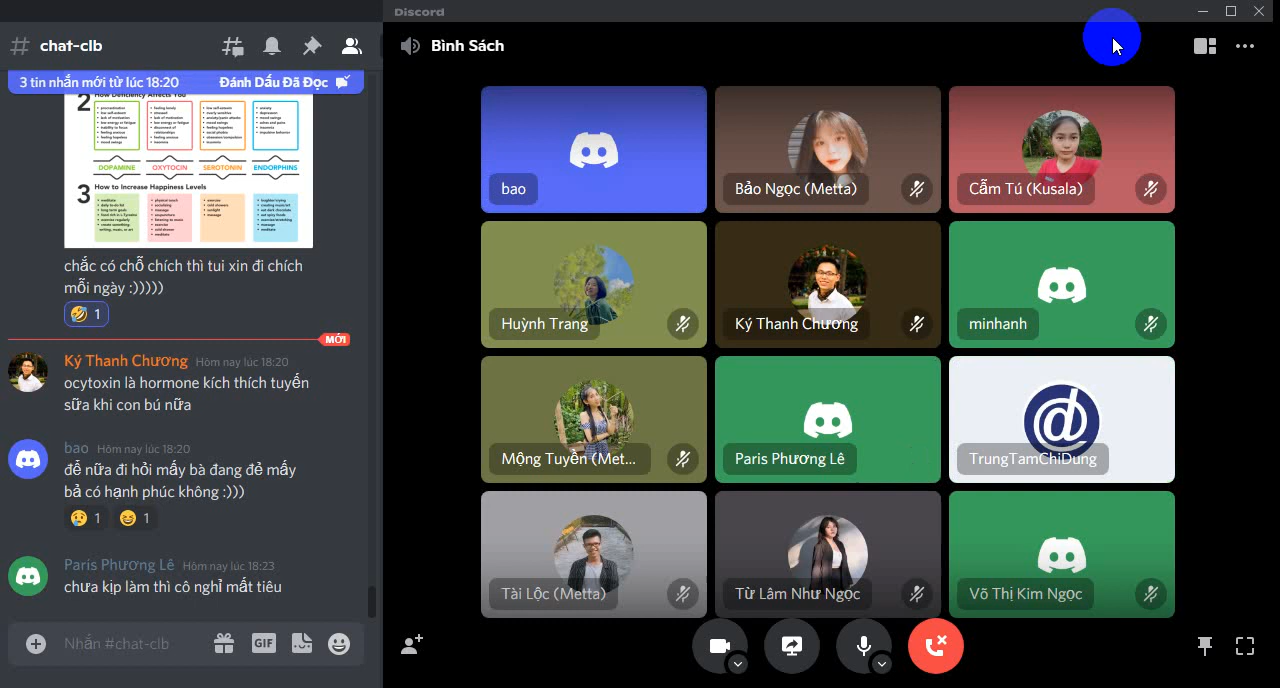 Discord
chat-clb
3 tin nhắn mới từ lúc 18:20
Đánh Dấu Đã Đọc
2 How Deficiency Affects You
DOPAMINE
OXYTOCIN
SEROTONIN
ENDORPHINS
3 How to Increase Happiness Levels
chắc có chỗ chích thì tui xin đi chích
mỗi ngày :)))))
1
MỚI
Ký Thanh Chương Hôm nay lúc 18:20
ocytoxin là hormone kích thích tuyến
sữa khi con bú nữa
bao Hôm nay lúc 18:20
để nữa đi hỏi mấy bà đang đẻ mấy
bả có hạnh phúc không :)))
1 1
Paris Phương Lê Hôm nay lúc 18:23
chưa kịp làm thì cô nghỉ mất tiêu
Nhắn #chat-clb
GIF
Bình Sách
bao
Bảo Ngọc (Metta)
Cẩm Tú (Kusala)
Huỳnh Trang
Ký Thanh Chương
minhanh
Mộng Tuyền (Met...
Paris Phương Lê
TrungTamChiDung
Tài Lộc (Metta)
Từ Lâm Như Ngọc
Võ Thị Kim Ngọc